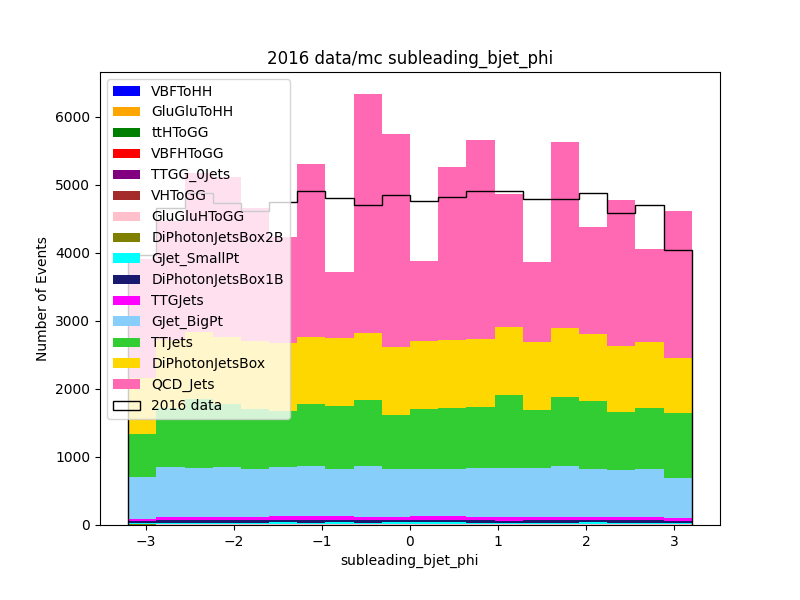 2016 data/mc subleading_bjet_phi
Number of Events
6000
5000
4000
3000
2000
1000
0
VBFToHH
GluGluToHH
ttHToGG
VBFHToGG
TTGG_0Jets
VHToGG
GluGluHToGG
DiPhotonJetsBox2B
GJet_SmallPt
DiPhotonJetsBox1B
TTGJets
GJet_BigPt
TTJets
DiPhotonJetsBox
QCD_Jets
2016 data
−3 −2 −1 0 1 2 3
subleading_bjet_phi